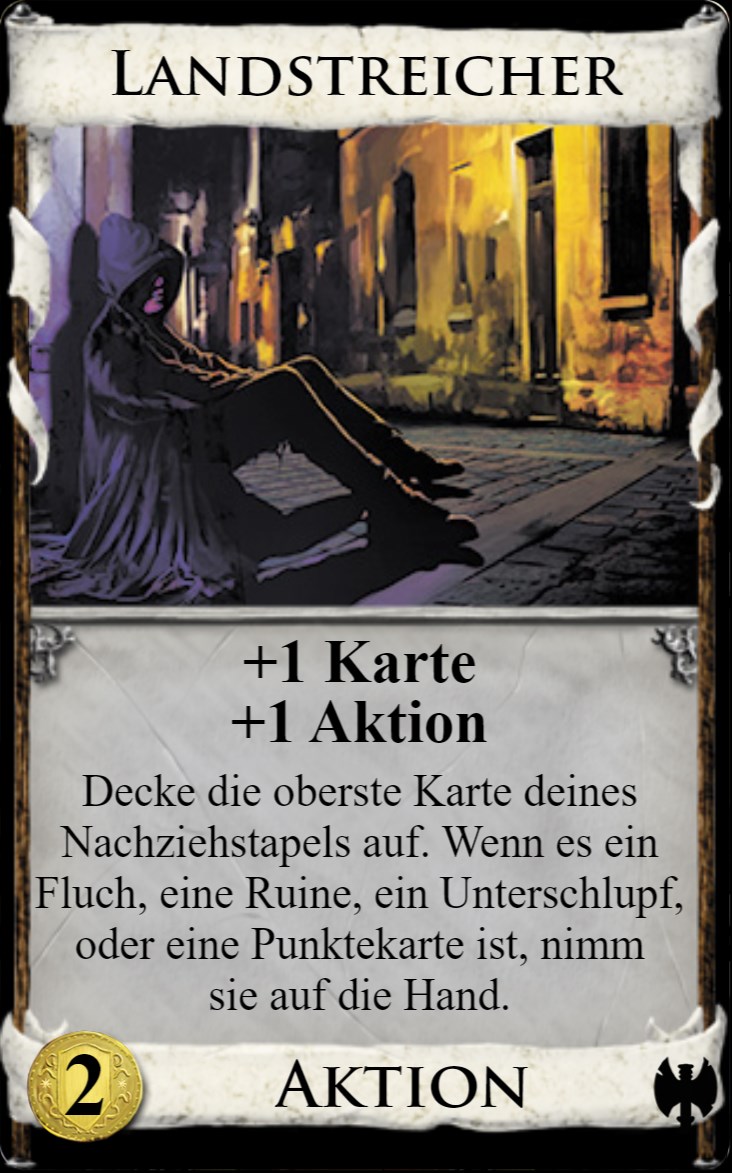 Landstreicher
+1 Karte
+1 Aktion
Decke die oberste Karte deines
Nachziehstapels auf. Wenn es ein
Fluch, eine Ruine, ein Unterschlupf,
oder eine Punktekarte ist, nimm
sie auf die Hand.
2
Aktion